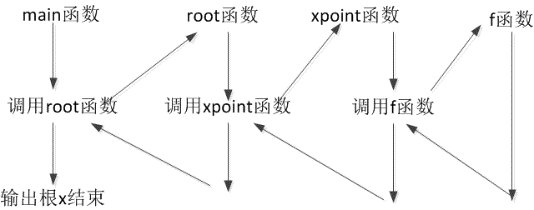 main函数
root函数
xpoint函数
f函数
调用root函数
调用xpoint函数
调用f函数
输出根x结束